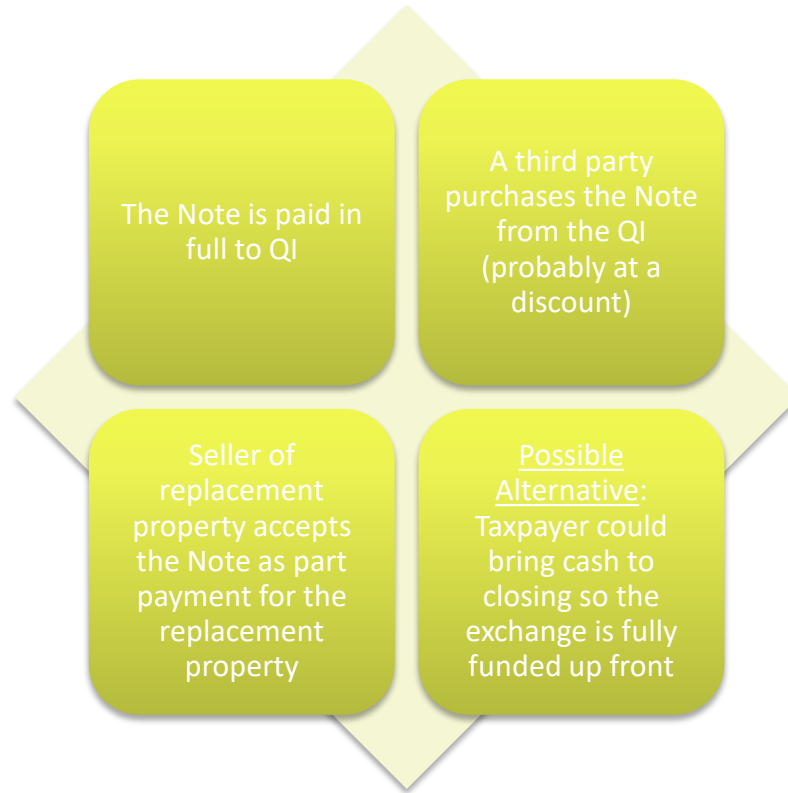 The Note is paid in
full to QI
A third party
purchases the Note
from the QI
(probably at a
discount)
Seller of
replacement
property accepts
the Note as part
payment for the
replacement
property
Possible
Alternative:
Taxpayer could
bring cash to
closing so the
exchange is fully
funded up front